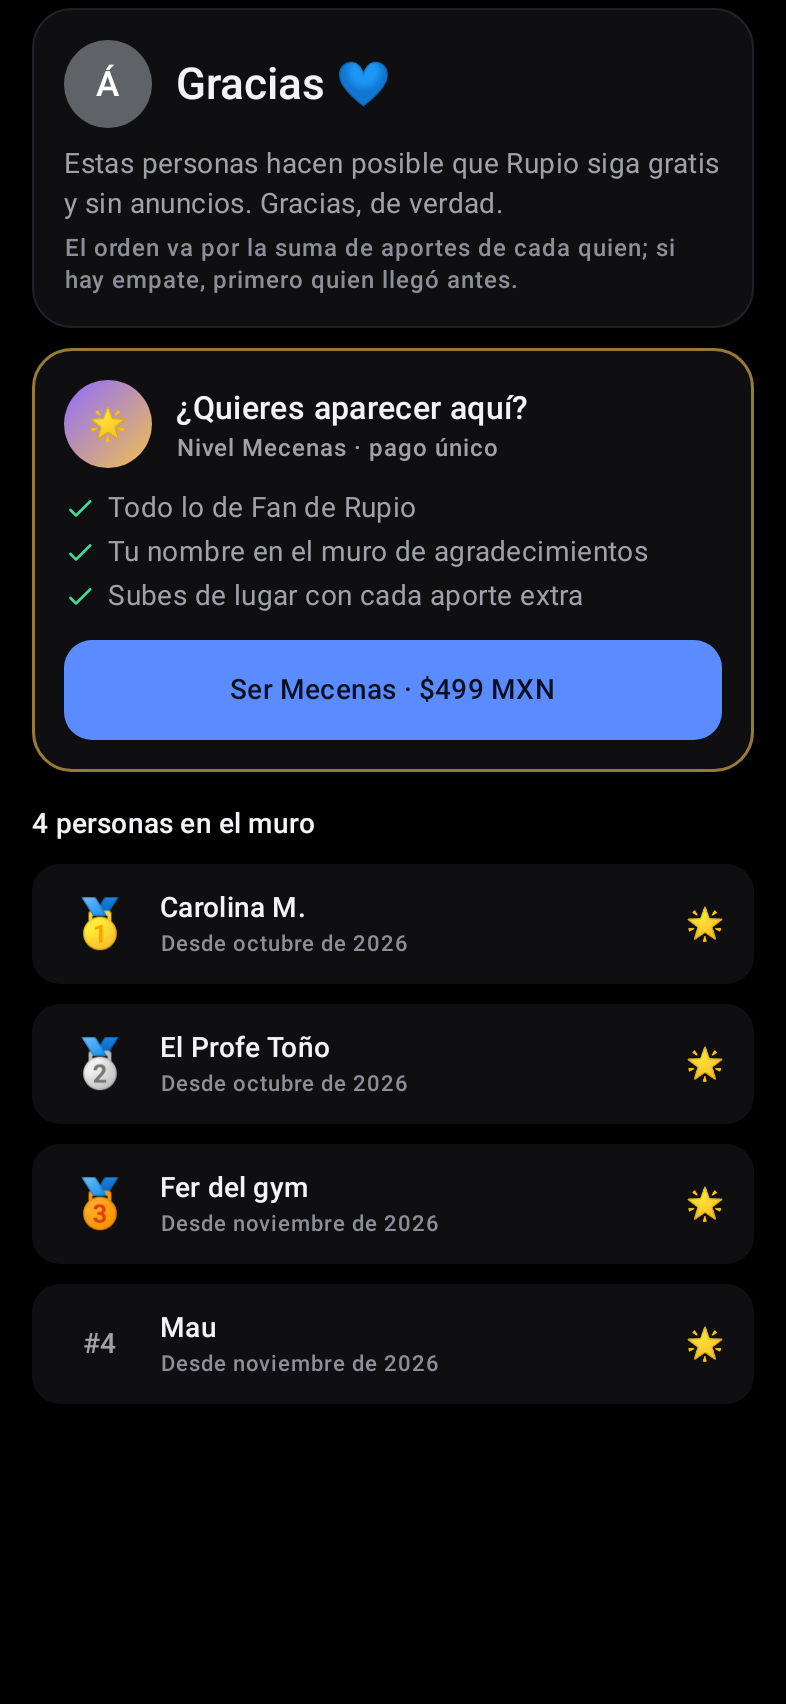 Á
Gracias 💙
Estas personas hacen posible que Rupio siga gratis
y sin anuncios. Gracias, de verdad.
El orden va por la suma de aportes de cada quien; si
hay empate, primero quien llegó antes.
¿Quieres aparecer aquí?
Nivel Mecenas · pago único
Todo lo de Fan de Rupio
Tu nombre en el muro de agradecimientos
Subes de lugar con cada aporte extra
Ser Mecenas · $499 MXN
4 personas en el muro
1
Carolina M.
Desde octubre de 2026
2
El Profe Toño
Desde octubre de 2026
3
Fer del gym
Desde noviembre de 2026
#4
Mau
Desde noviembre de 2026